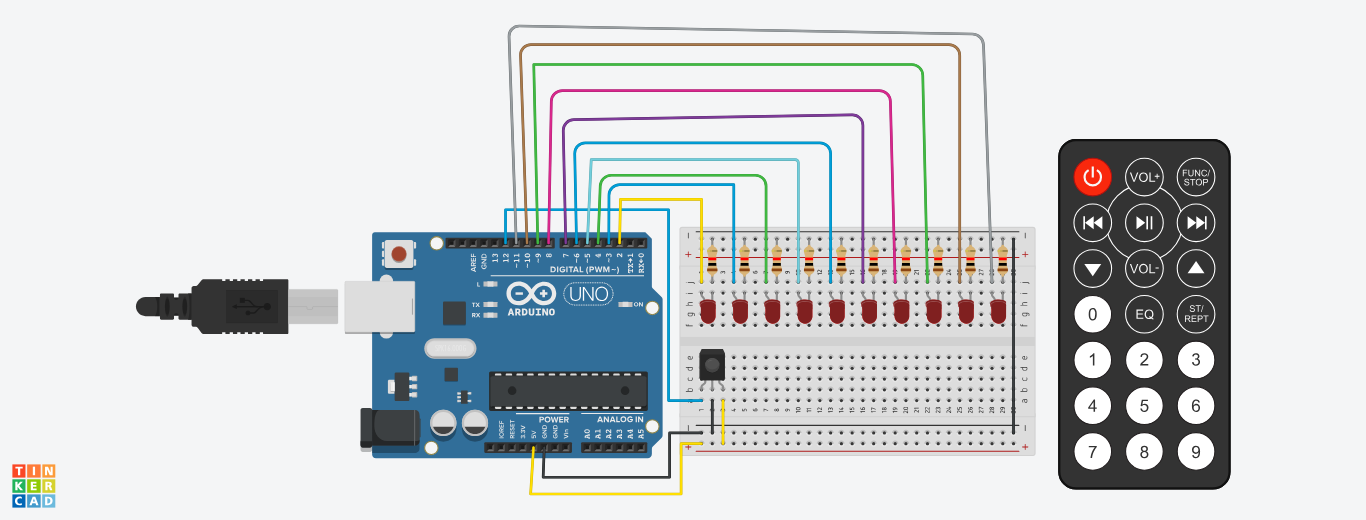 AREF
GND
13
12
~11
~10
~9
8
7
~6
~5
4
~3
2
TX→1
RX←0
DIGITAL (PWM~)
L
TX
RX
ARDUINO
UNO
ON
IOREF
RESET
3.3V
5V
GND
GND
Vin
POWER
ANALOG IN
A0
A1
A2
A3
A4
A5
j
i
h
g
f
e
d
c
b
a
VOL+
FUNC/
STOP
VOL-
0
EQ
ST/
REPT
1 2 3
4 5 6
7 8 9
TIN
KER
CAD